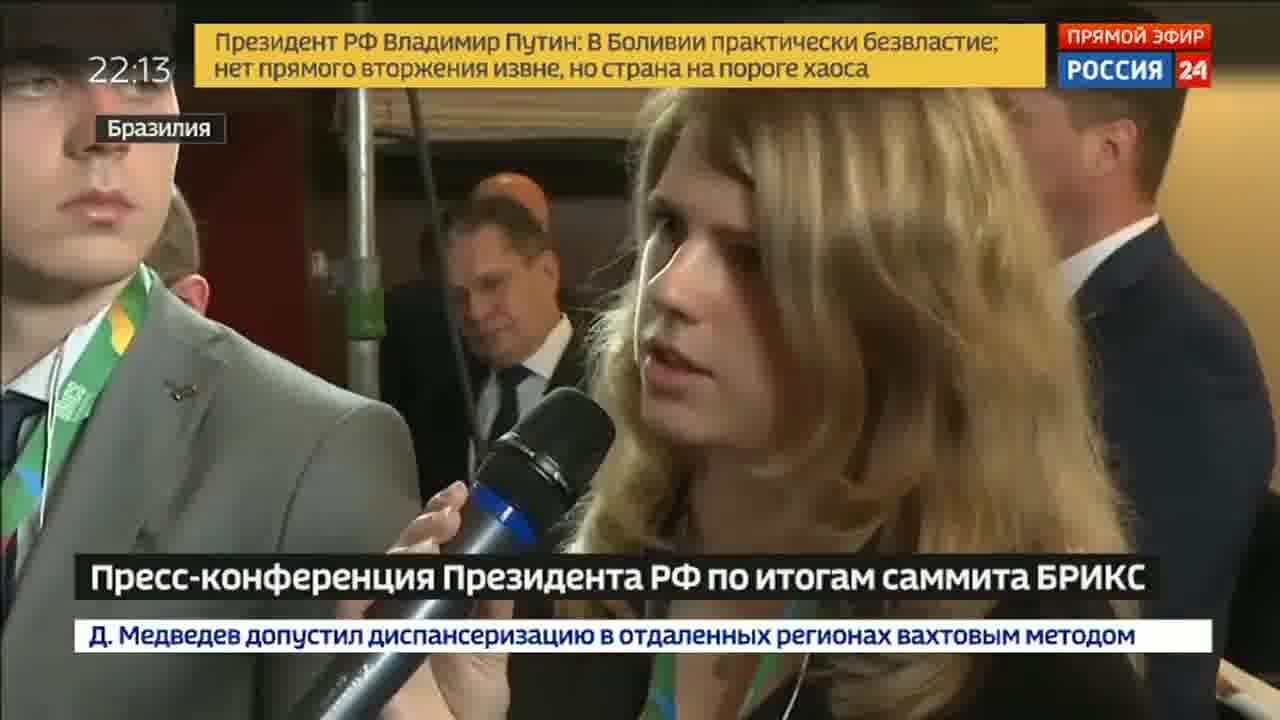 22:13
Президент РФ Владимир Путин: В Боливии практически безвластие;
нет прямого вторжения извне, но страна на пороге хаоса
ПРЯМОЙ ЭФИР
РОССИЯ 24
Бразилия
Пресс-конференция Президента РФ по итогам саммита БРИКС
Д. Медведев допустил диспансеризацию в отдаленных регионах вахтовым методом